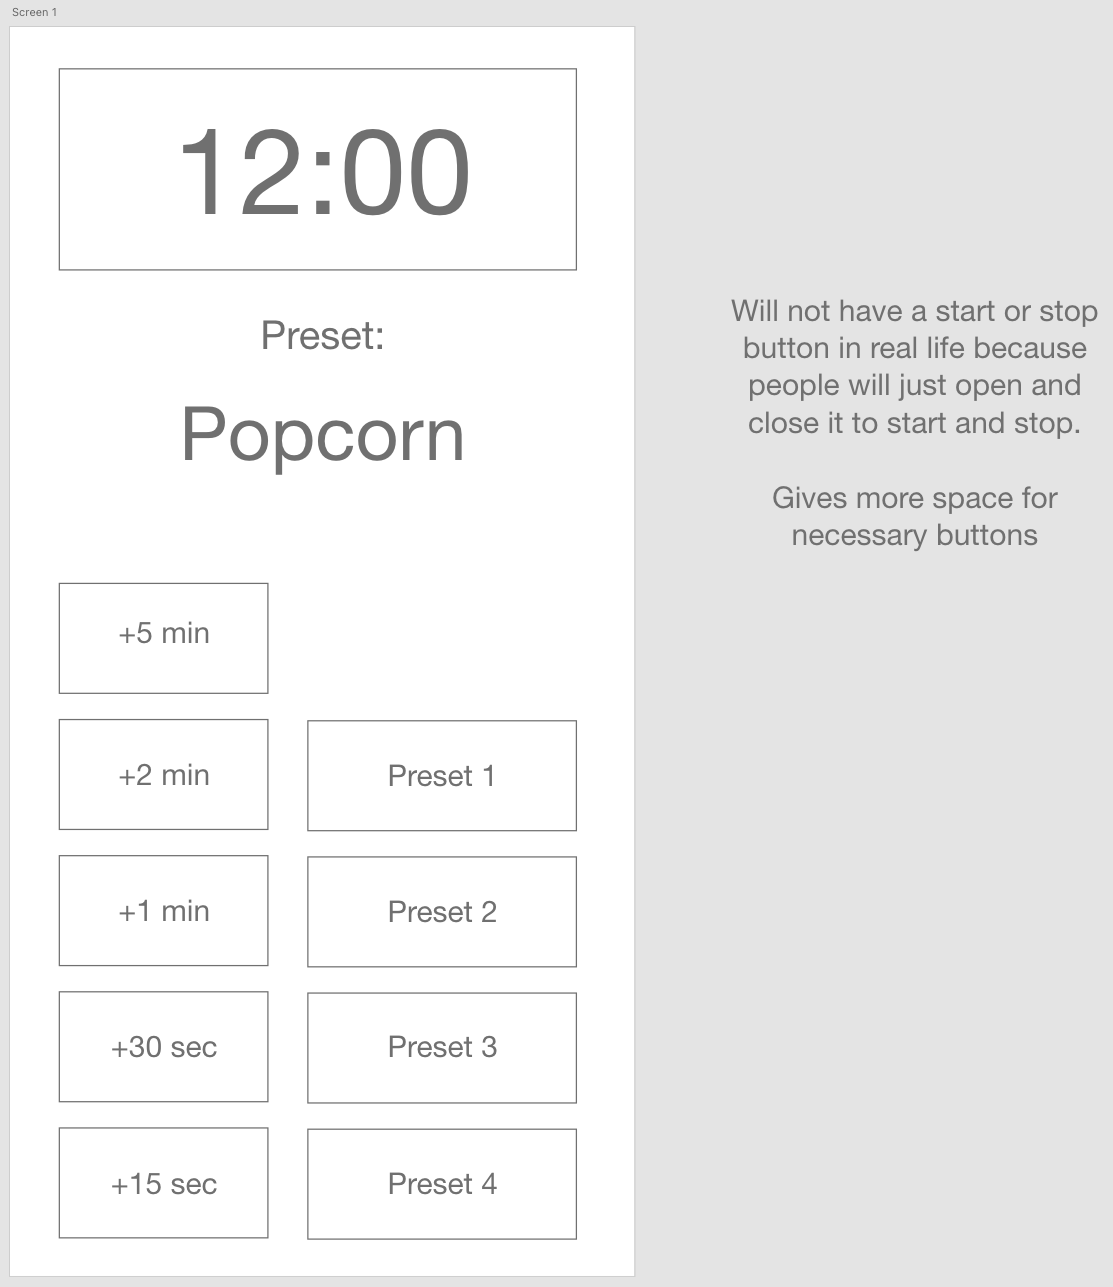 Screen 1
12:00
Preset:
Popcorn
Will not have a start or stop
button in real life because
people will just open and
close it to start and stop.
Gives more space for
necessary buttons
+5 min
+2 min
Preset 1
+1 min
Preset 2
+30 sec
Preset 3
+15 sec
Preset 4